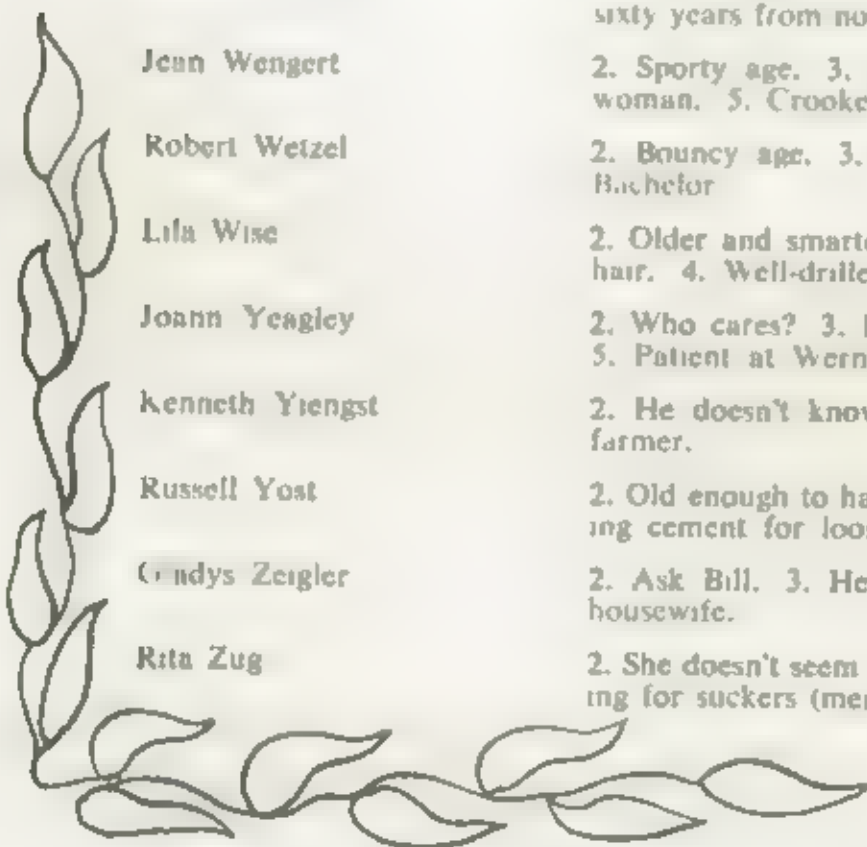 sixty years from no
Jean Wengert
2. Sporty age. 3.
woman. 5. Crooke
Robert Wetzel
2. Bouncy age. 3.
Bachelor
Lila Wise
2. Older and smarte
hair. 4. Well-drille
Joann Yeagley
2. Who cares? 3.
5. Patient at Wern
Kenneth Yiengst
2. He doesn't know
farmer.
Russell Yost
2. Old enough to ha
ing cement for loo
Gladys Zeigler
2. Ask Bill. 3. He
housewife.
Rita Zug
2. She doesn't seem
ing for suckers (me